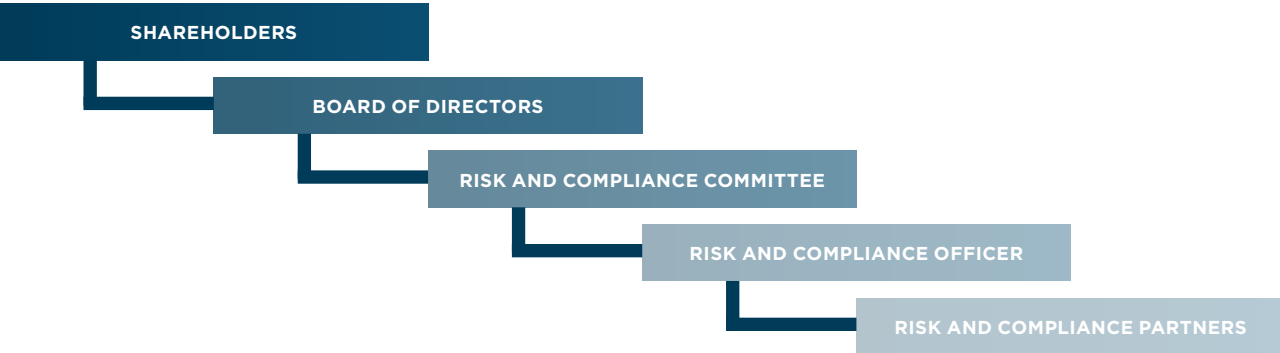 SHAREHOLDERS
BOARD OF DIRECTORS
RISK AND COMPLIANCE COMMITTEE
RISK AND COMPLIANCE OFFICER
RISK AND COMPLIANCE PARTNERS